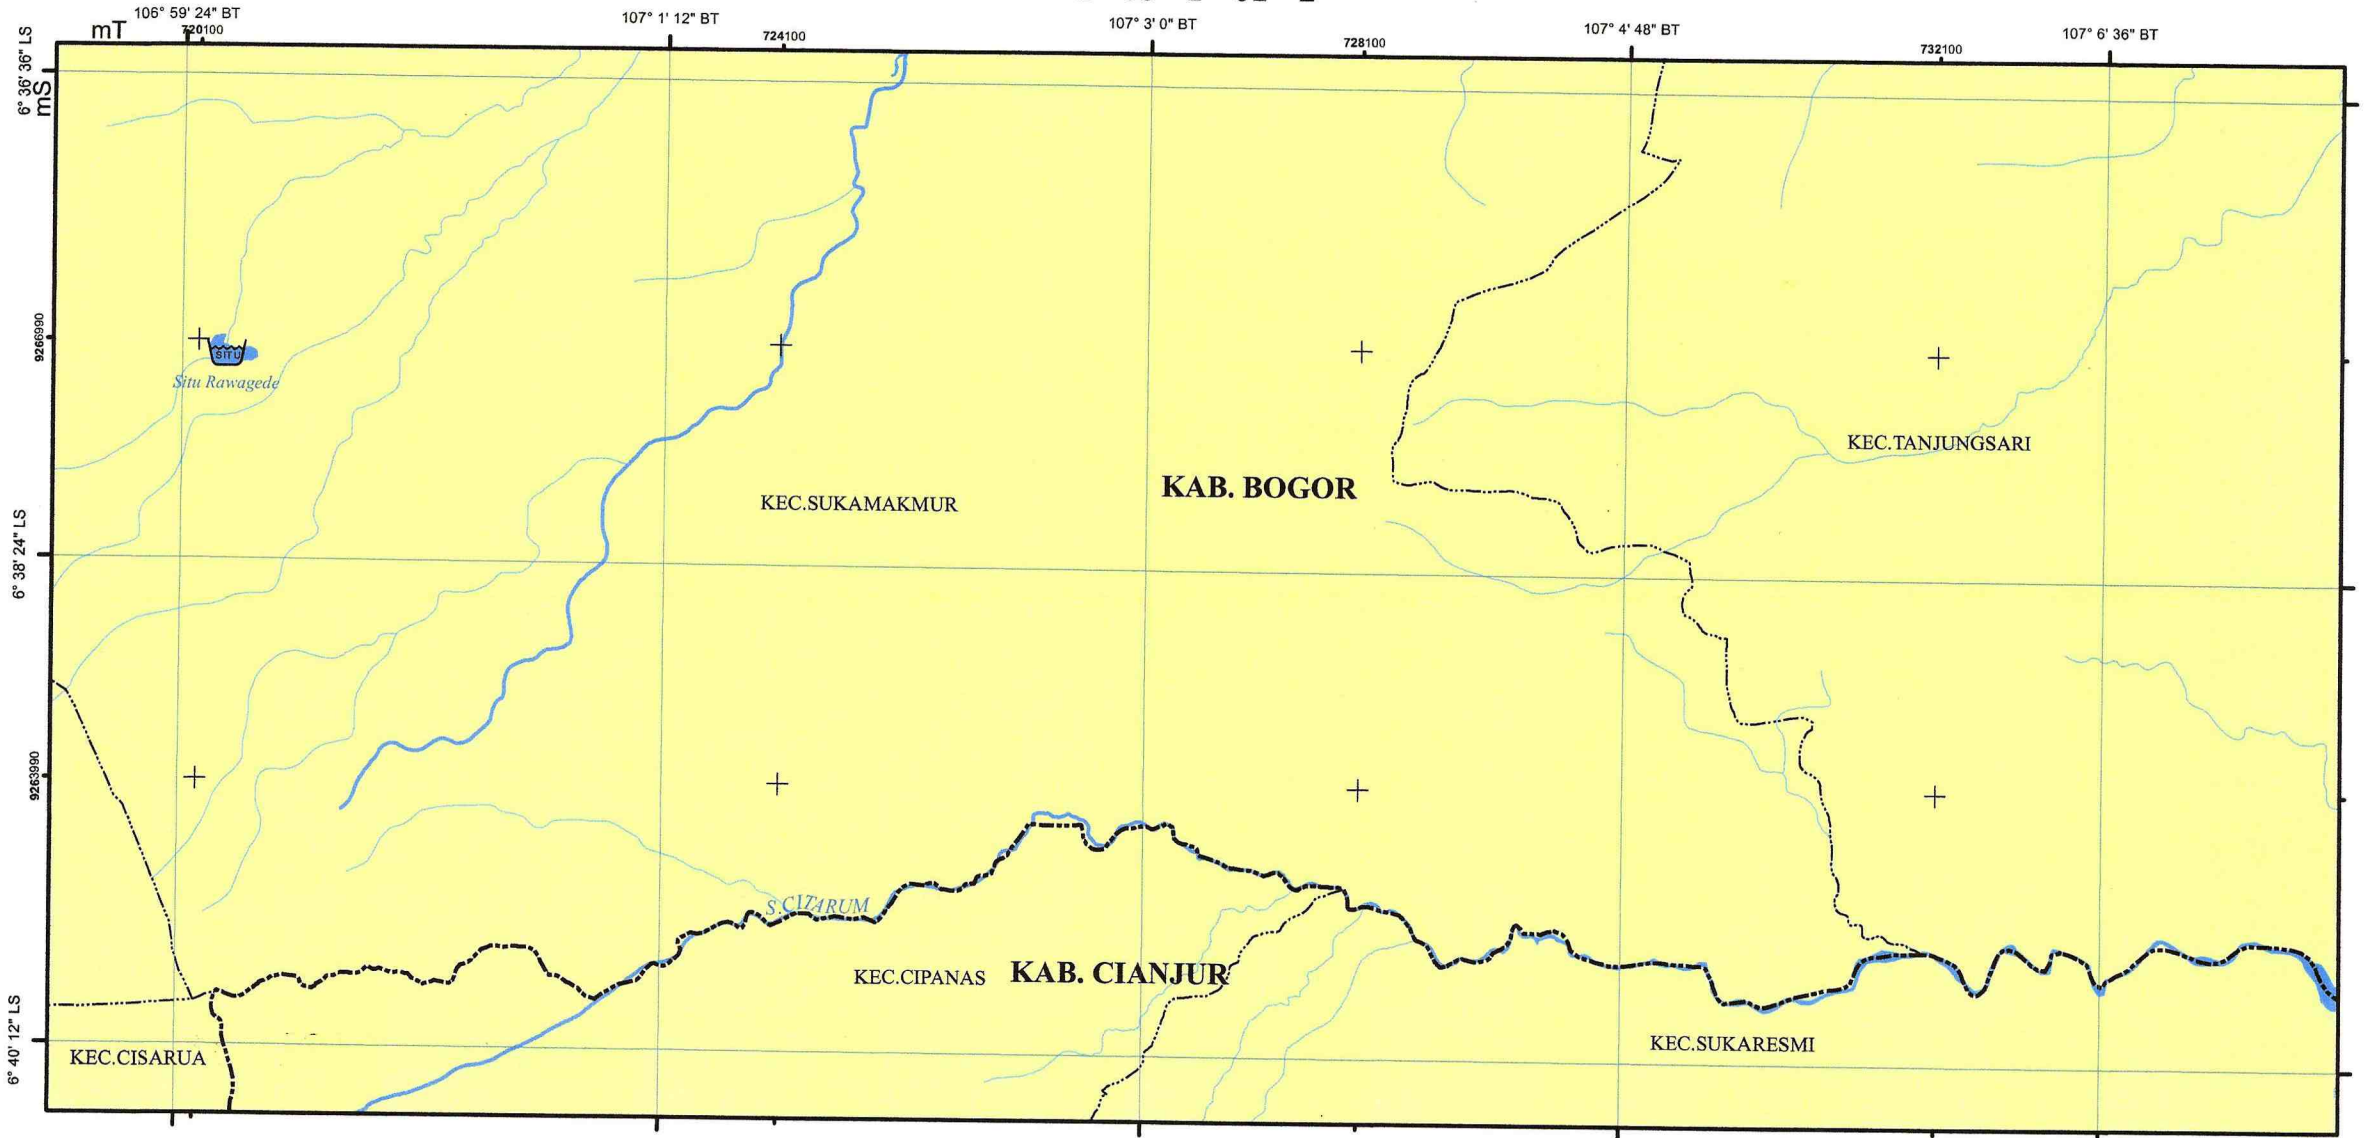 106° 59' 24" BT
107° 1' 12" BT
107° 3' 0" BT
107° 4' 48" BT
107° 6' 36" BT
mT
720100
724100
728100
732100
6° 36' 36" LS
mS
9266990
SITU
Situ Rawagede
KEC.TANJUNGSARI
KAB. BOGOR
KEC.SUKAMAKMUR
6° 38' 24" LS
9263990
S.CITARUM
KEC.CIPANAS
KAB. CIANJUR
6° 40' 12" LS
KEC.CISARUA
KEC.SUKARESMI